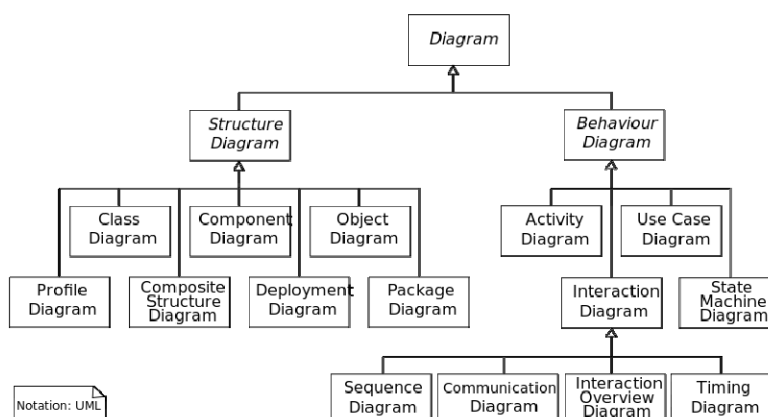 Diagram
Structure
Diagram
Behaviour
Diagram
Class
Diagram
Component
Diagram
Object
Diagram
Activity
Diagram
Use Case
Diagram
Profile
Diagram
Composite
Structure
Diagram
Deployment
Diagram
Package
Diagram
Interaction
Diagram
State
Machine
Diagram
Sequence
Diagram
Communication
Diagram
Interaction
Overview
Diagram
Timing
Diagram
Notation: UML